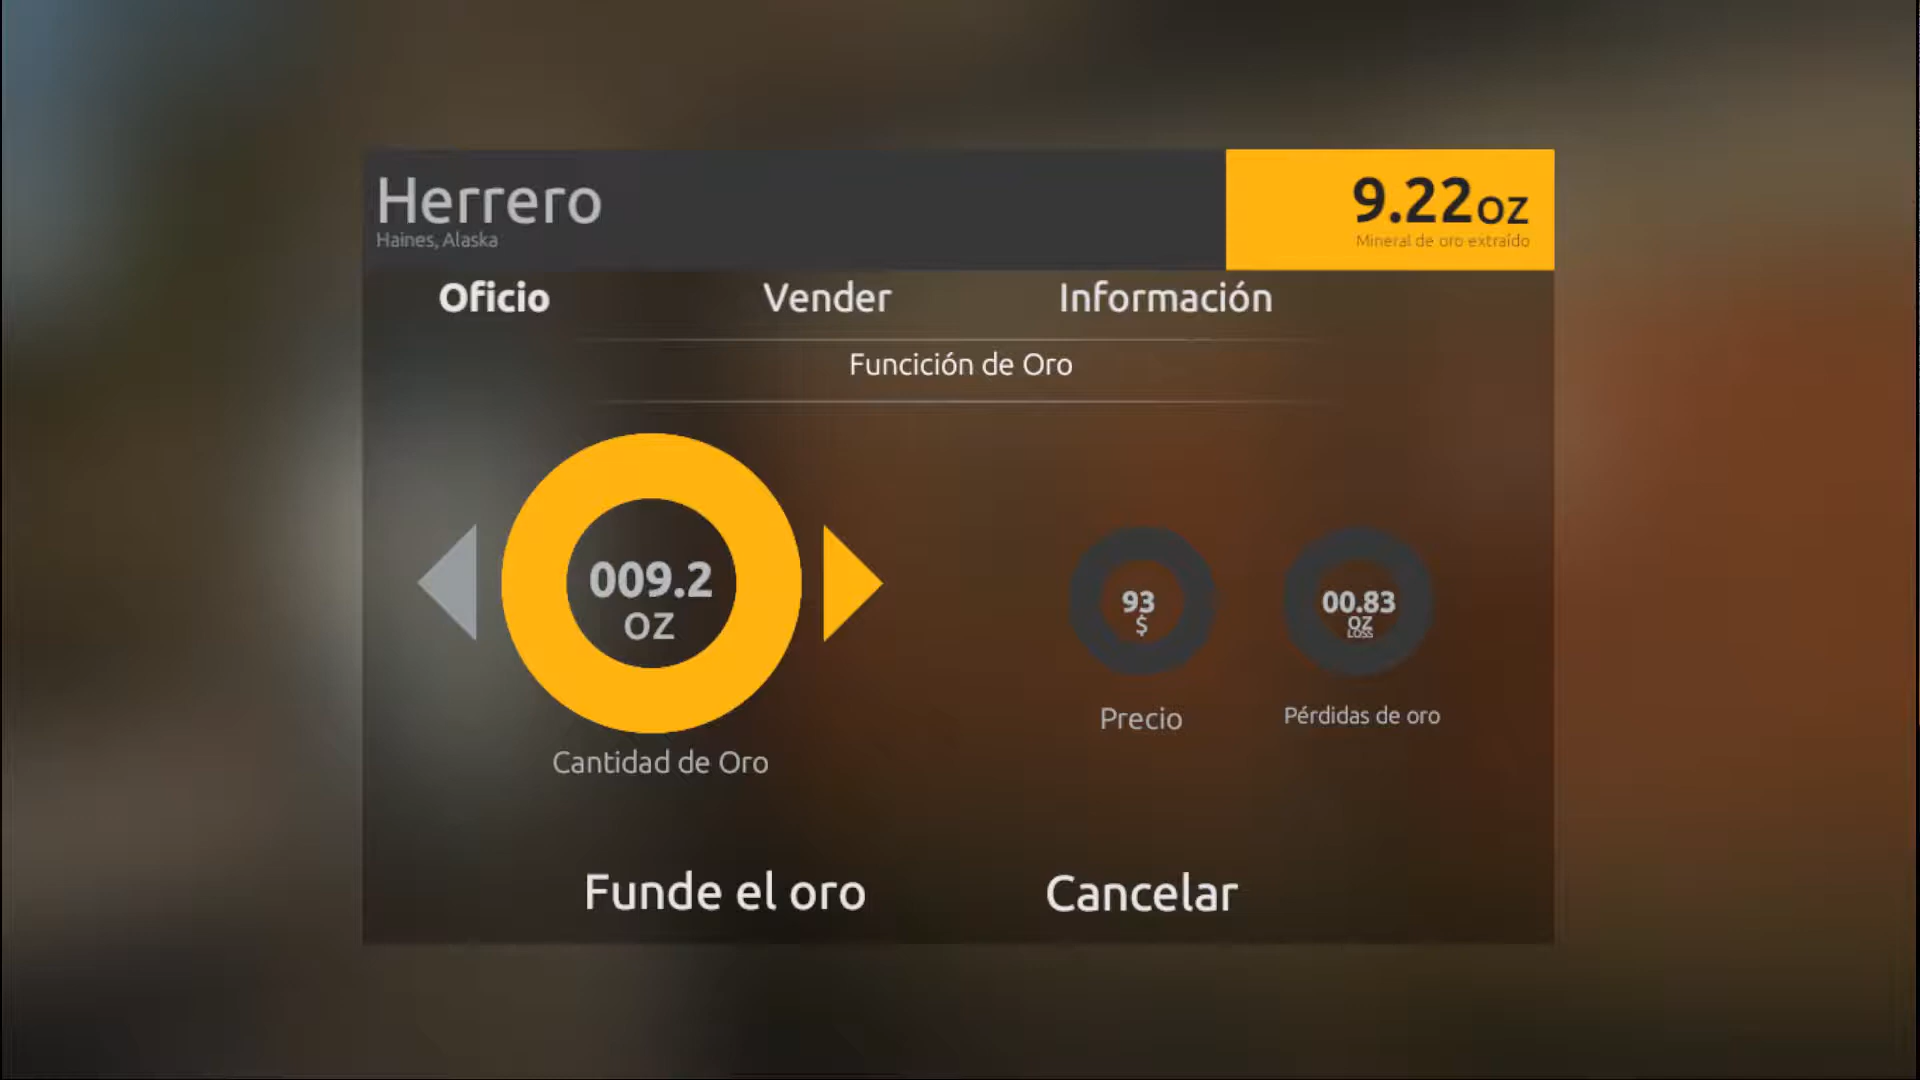 Herrero
Haines, Alaska
9.22oz
Mineral de oro extraído
Oficio
Vender
Información
Funcición de Oro
009.2
OZ
Cantidad de Oro
93
$
Precio
00.83
OZ
LOSS
Pérdidas de oro
Funde el oro
Cancelar